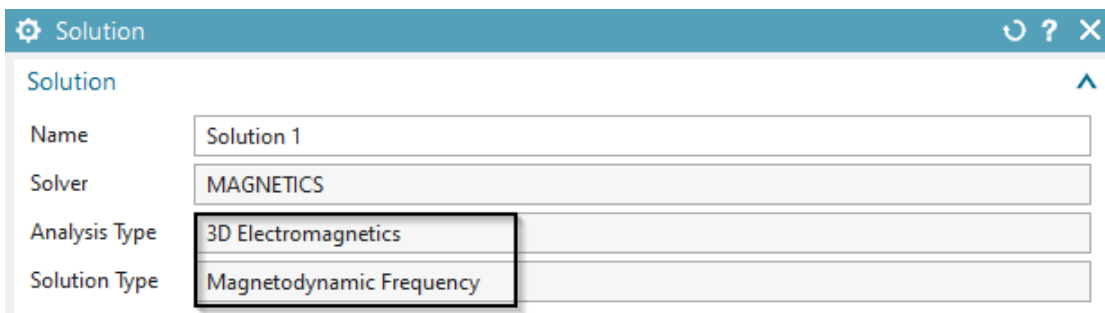 Solution
?
Solution
Name Solution 1
Solver MAGNETICS
Analysis Type 3D Electromagnetics
Solution Type Magnetodynamic Frequency